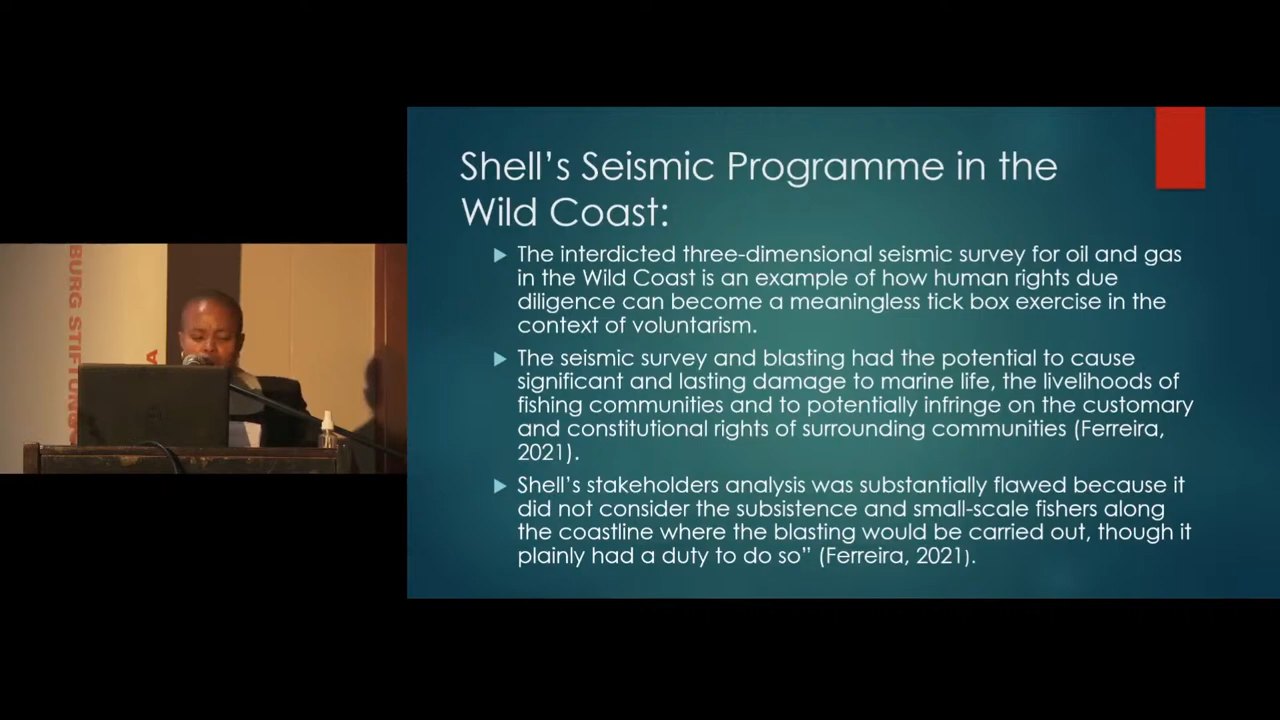 Shell’s Seismic Programme in the
Wild Coast:
The interdicted three-dimensional seismic survey for oil and gas
in the Wild Coast is an example of how human rights due
diligence can become a meaningless tick box exercise in the
context of voluntarism.
The seismic survey and blasting had the potential to cause
significant and lasting damage to marine life, the livelihoods of
fishing communities and to potentially infringe on the customary
and constitutional rights of surrounding communities (Ferreira,
2021).
Shell’s stakeholders analysis was substantially flawed because it
did not consider the subsistence and small-scale fishers along
the coastline where the blasting would be carried out, though it
plainly had a duty to do so” (Ferreira, 2021).
BURG STIFTUNG
A